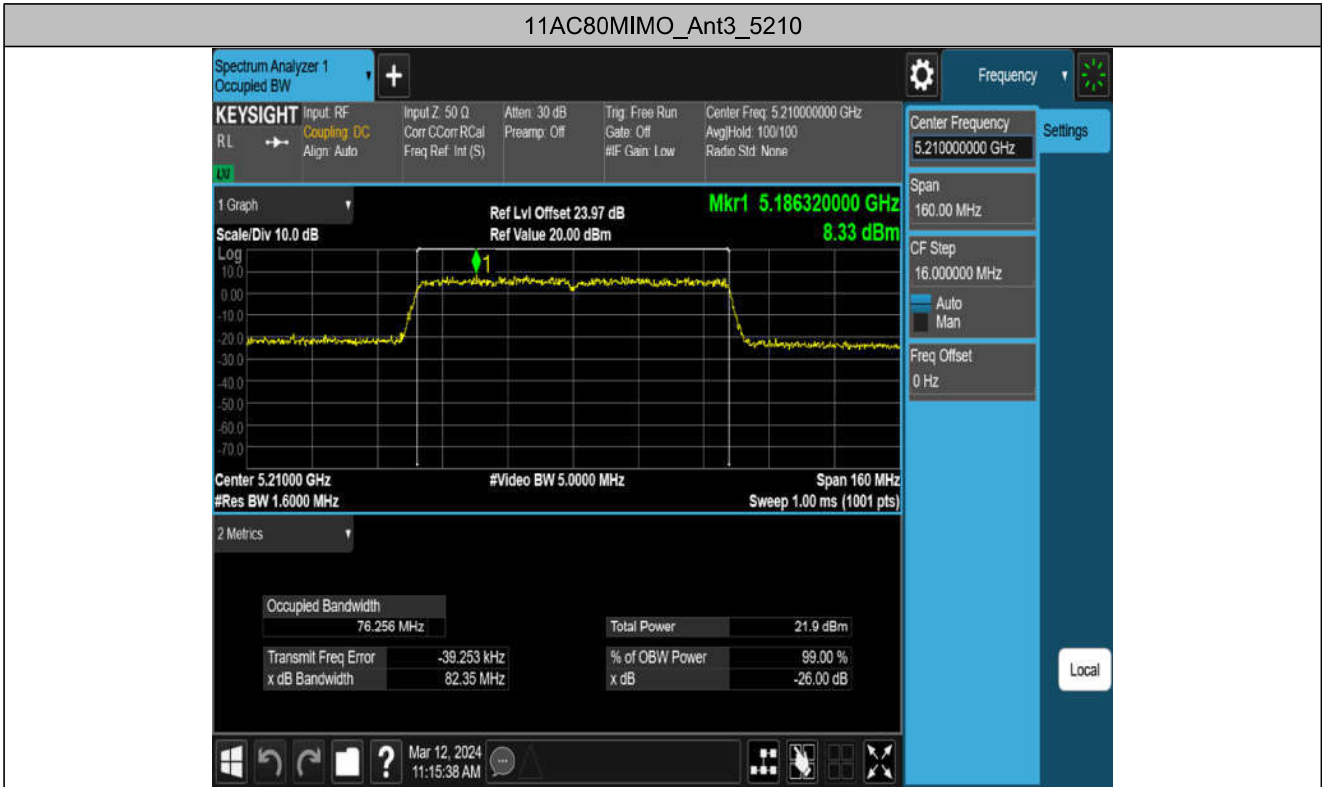 11AC80MIMO_Ant3_5210
Spectrum Analyzer 1
Occupied BW
Frequency
KEYSIGHT
RL
LXI
Input: RF
Coupling: DC
Align: Auto
Input Z: 50 Ω
Corr CCorr RCal
Freq Ref: Int (S)
Atten: 30 dB
Preamp: Off
Trig: Free Run
Gate: Off
#IF Gain: Low
Center Freq: 5.210000000 GHz
Avg|Hold: 100/100
Radio Std: None
Center Frequency
5.210000000 GHz
Settings
Span
160.00 MHz
CF Step
16.000000 MHz
Auto
Man
Freq Offset
0 Hz
1 Graph
Scale/Div 10.0 dB
Ref Lvl Offset 23.97 dB
Ref Value 20.00 dBm
Mkr1 5.186320000 GHz
8.33 dBm
Log
1
10.0
0.00
-10.0
-20.0
-30.0
-40.0
-50.0
-60.0
-70.0
Center 5.21000 GHz
#Res BW 1.6000 MHz
#Video BW 5.0000 MHz
Span 160 MHz
Sweep 1.00 ms (1001 pts)
2 Metrics
Occupied Bandwidth
76.256 MHz
Total Power 21.9 dBm
Transmit Freq Error -39.253 kHz
% of OBW Power 99.00 %
x dB Bandwidth 82.35 MHz
x dB -26.00 dB
Local
Mar 12, 2024
11:15:38 AM